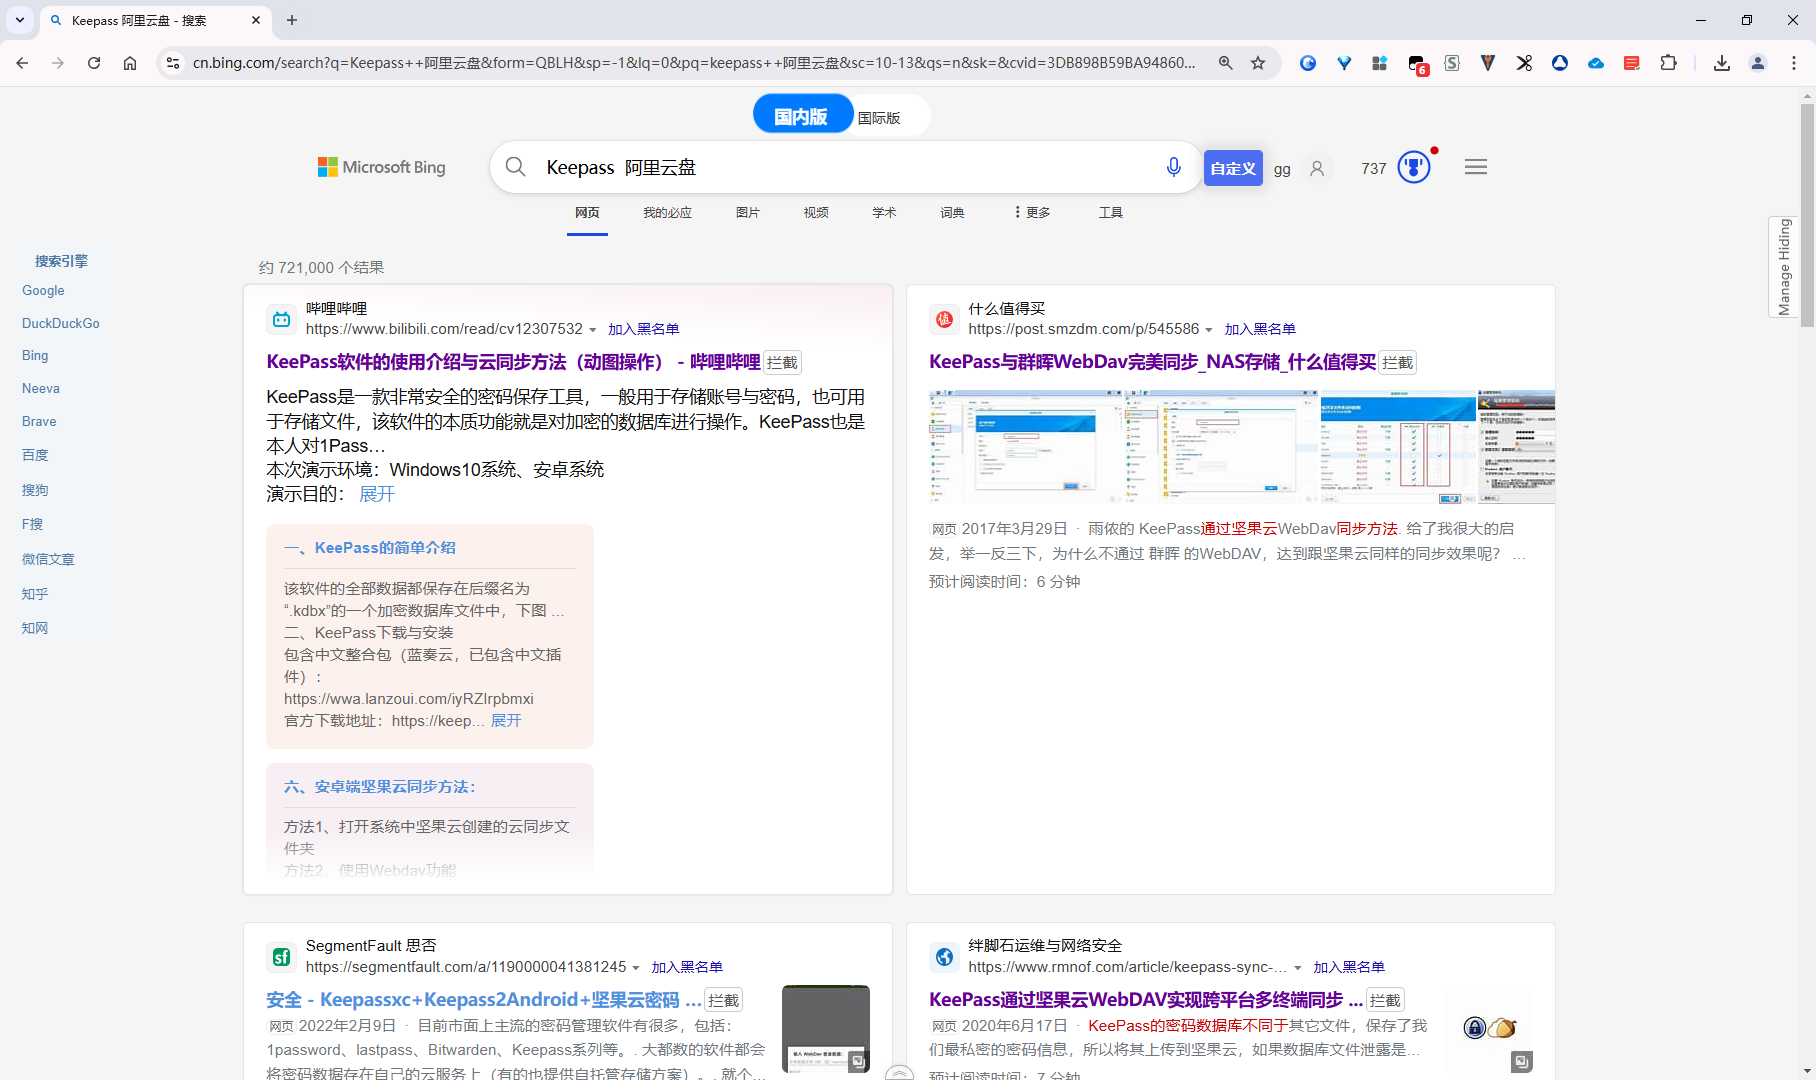 Keepass 阿里云盘 - 搜索
cn.bing.com/search?q=Keepass++阿里云盘&form=QBLH&sp=-1&lq=0&pq=keepass++阿里云盘&sc=10-13&qs=n&sk=&cvid=3DB898B59BA94860...
6
国内版
国际版
Microsoft Bing
Keepass  阿里云盘
自定义
gg
737
网页
我的必应
图片
视频
学术
词典
更多
工具
Manage Hiding
搜索引擎
Google
DuckDuckGo
Bing
Neeva
Brave
百度
搜狗
F搜
微信文章
知乎
知网
约 721,000 个结果
哔哩哔哩
https://www.bilibili.com/read/cv12307532 加入黑名单
KeePass软件的使用介绍与云同步方法（动图操作） - 哔哩哔哩 拦截
KeePass是一款非常安全的密码保存工具，一般用于存储账号与密码，也可用
于存储文件，该软件的本质功能就是对加密的数据库进行操作。KeePass也是
本人对1Pass…
本次演示环境：Windows10系统、安卓系统
演示目的： 展开
一、KeePass的简单介绍
该软件的全部数据都保存在后缀名为
“.kdbx”的一个加密数据库文件中，下图 …
二、KeePass下载与安装
包含中文整合包（蓝奏云，已包含中文插
件）：
https://wwa.lanzoui.com/iyRZIrpbmxi
官方下载地址：https://keep… 展开
六、安卓端坚果云同步方法：
方法1、打开系统中坚果云创建的云同步文
件夹
方法2、使用Webdav功能
什么值得买
https://post.smzdm.com/p/545586 加入黑名单
KeePass与群晖WebDav完美同步_NAS存储_什么值得买 拦截
网页 2017年3月29日 · 雨侬的 KeePass通过坚果云WebDav同步方法. 给了我很大的启
发，举一反三下，为什么不通过 群晖 的WebDAV，达到跟坚果云同样的同步效果呢？ …
预计阅读时间：6 分钟
SegmentFault 思否
https://segmentfault.com/a/1190000041381245 加入黑名单
安全 - Keepassxc+Keepass2Android+坚果云密码 … 拦截
网页 2022年2月9日 · 目前市面上主流的密码管理软件有很多，包括：
1password、lastpass、Bitwarden、Keepass系列等。. 大都数的软件都会
将密码数据存在自己的云服务上（有的也提供自托管存储方案）。. 就个…
绊脚石运维与网络安全
https://www.rmnof.com/article/keepass-sync-… 加入黑名单
KeePass通过坚果云WebDAV实现跨平台多终端同步 … 拦截
网页 2020年6月17日 · KeePass的密码数据库不同于其它文件，保存了我
们最私密的密码信息，所以将其上传到坚果云，如果数据库文件泄露是…
预计阅读时间：7 分钟